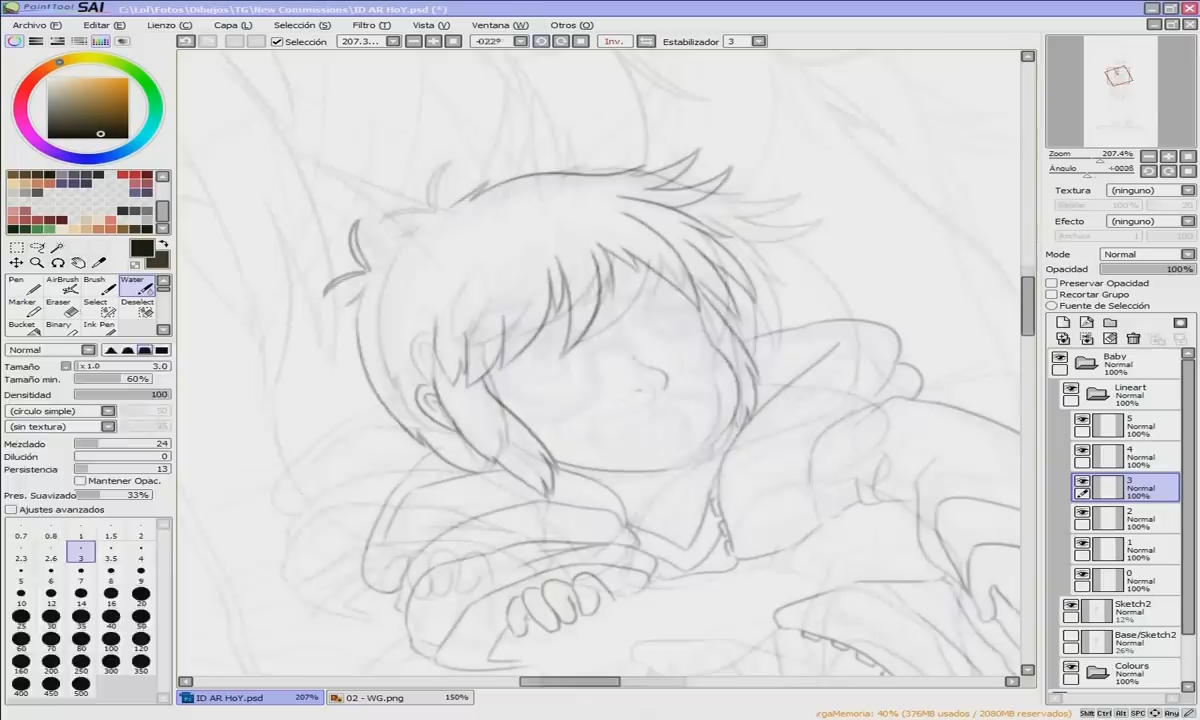 PaintTool SAI C:\Lol\Fotos\Dibujos\TG\New Commissions\ID AR HoY.psd (*)
Archivo (F) Editar (E) Lienzo (C) Capa (L) Selección (S) Filtro (T) Vista (V) Ventana (W) Otros (O)
Selección 207.3... -022º Inv. Estabilizador 3
Zoom 207.4%
Ángulo
Textura (ninguno)
100% 20
Efecto (ninguno)
1 100
Mode Normal
Opacidad 100%
Preservar Opacidad
Recortar Grupo
Fuente de Selección
Pen AirBrush Brush Water
Marker Eraser Select Deselect
Bucket Binary Ink Pen
Normal
Tamaño x 1.0 3.0
Tamaño min. 60%
Densitidad 100
(círculo simple) 50
(sin textura)
Mezclado 24
Dilución 0
Persistencia 13
Mantener Opac.
Pres. Suavizado 33%
Ajustes avanzados
0.7 0.8 1 1.5 2
2.3 2.6 3 3.5 4
5 6 7 8 9
10 12 14 16 20
25 30 35 40 50
60 70 80 100 120
160 200 250 300 350
400 450 500
Baby
Normal
100%
Lineart
Normal
100%
5
Normal
100%
4
Normal
100%
3
Normal
100%
2
Normal
100%
1
Normal
100%
0
Normal
100%
Sketch2
Normal
12%
Base/Sketch2
Normal
26%
Colours
Normal
ID AR HoY.psd 207% 02 - WG.png 150%
rgaMemoria: 40% (376MB usados / 2080MB reservados) Shift Ctrl Alt SPC Any